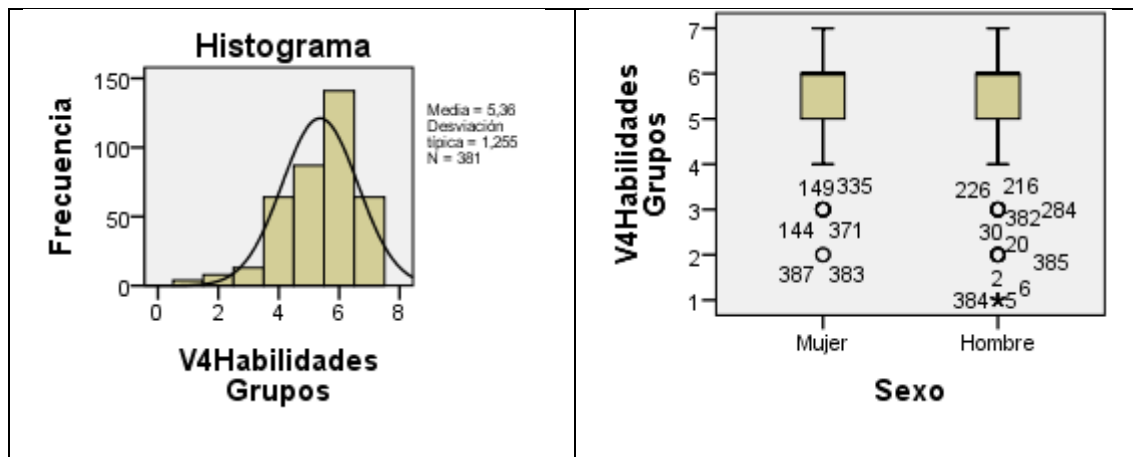 Histograma
150
100
50
0
Frecuencia
0 2 4 6 8
V4Habilidades
Grupos
Media = 5,36
Desviación
típica = 1,255
N = 381
V4Habilidades
Grupos
7
6
5
4
3
2
1
149 335
144 371
387 383
226 216
382 284
30
20
385
2
6
384 5
Mujer Hombre
Sexo